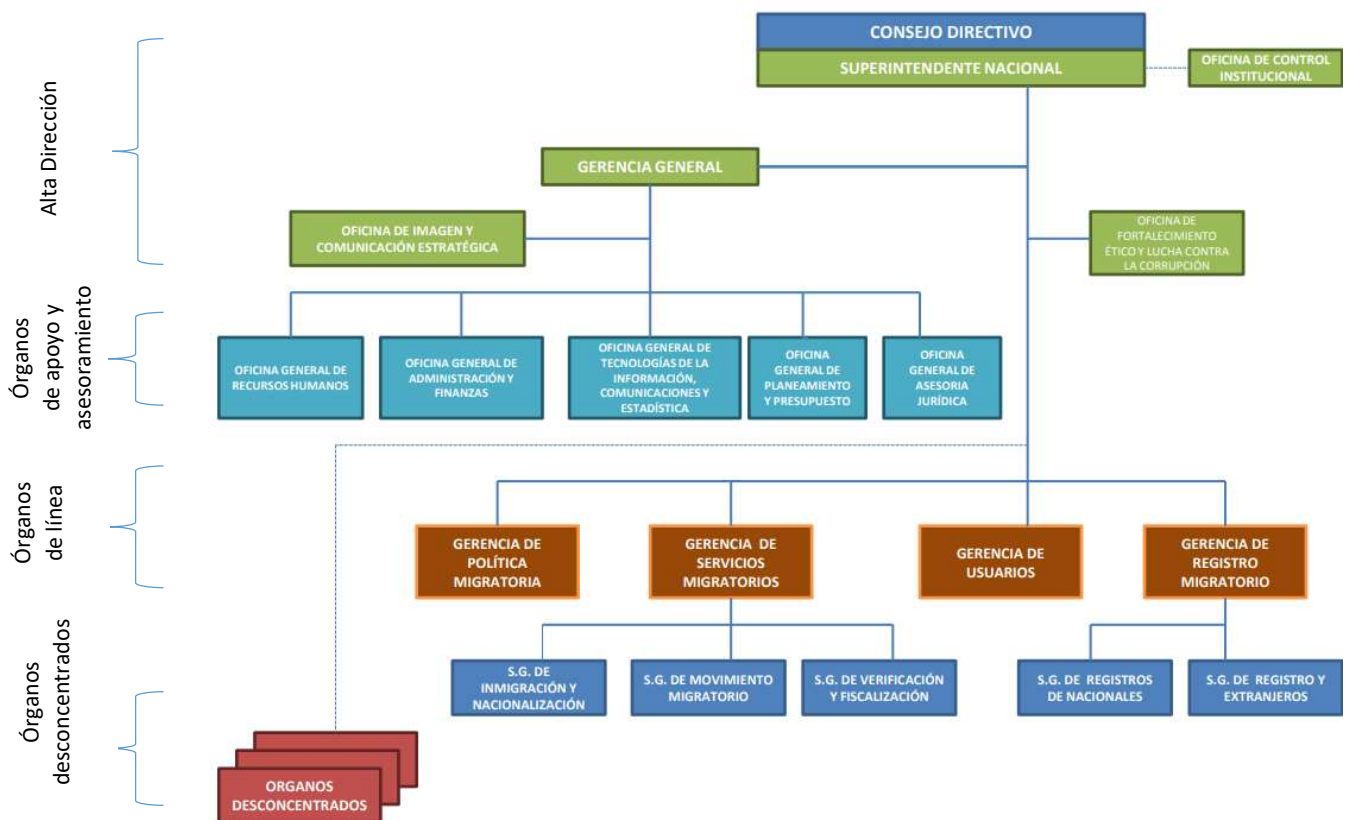 CONSEJO DIRECTIVO
SUPERINTENDENTE NACIONAL
OFICINA DE CONTROL
INSTITUCIONAL
Alta Dirección
GERENCIA GENERAL
OFICINA DE IMAGEN Y
COMUNICACIÓN ESTRATÉGICA
OFICINA DE
FORTALECIMIENTO
ÉTICO Y LUCHA CONTRA
LA CORRUPCIÓN
Órganos
de apoyo y
asesoramiento
OFICINA GENERAL DE
RECURSOS HUMANOS
OFICINA GENERAL DE
ADMINISTRACIÓN Y
FINANZAS
OFICINA GENERAL DE
TECNOLOGÍAS DE LA
INFORMACIÓN,
COMUNICACIONES Y
ESTADÍSTICA
OFICINA
GENERAL DE
PLANEAMIENTO
Y PRESUPUESTO
OFICINA
GENERAL DE
ASESORIA
JURÍDICA
Órganos
de línea
GERENCIA DE
POLÍTICA
MIGRATORIA
GERENCIA DE
SERVICIOS
MIGRATORIOS
GERENCIA DE
USUARIOS
GERENCIA DE
REGISTRO
MIGRATORIO
Órganos
desconcentrados
S.G. DE
INMIGRACIÓN Y
NACIONALIZACIÓN
S.G. DE MOVIMIENTO
MIGRATORIO
S.G. DE VERIFICACIÓN
Y FISCALIZACIÓN
S.G. DE REGISTROS
DE NACIONALES
S.G. DE REGISTRO Y
EXTRANJEROS
ORGANOS
DESCONCENTRADOS